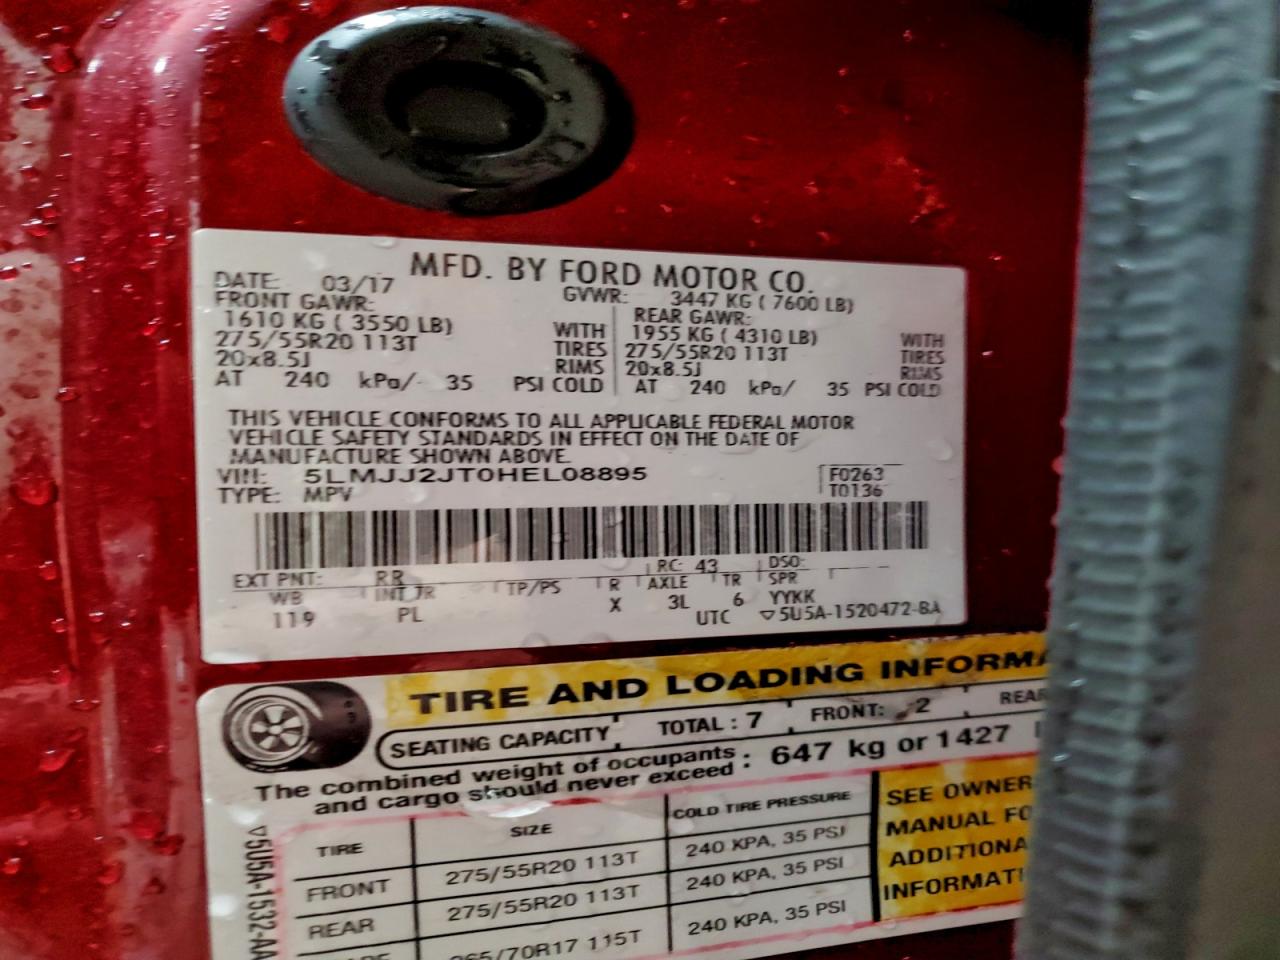 MFD. BY FORD MOTOR CO.
DATE: 03/17 GVWR: 3447 KG ( 7600 LB)
FRONT GAWR: REAR GAWR:
1610 KG ( 3550 LB) WITH 1955 KG ( 4310 LB) WITH
275/55R20 113T TIRES 275/55R20 113T TIRES
20x8.5J RIMS 20x8.5J RIMS
AT 240 kPa/ 35 PSI COLD AT 240 kPa/ 35 PSI COLD
THIS VEHICLE CONFORMS TO ALL APPLICABLE FEDERAL MOTOR
VEHICLE SAFETY STANDARDS IN EFFECT ON THE DATE OF
MANUFACTURE SHOWN ABOVE.
VIN: 5LMJJ2JT0HEL08895 F0263
TYPE: MPV T0136
EXT PNT: RR RC: 43 DSO:
WB INT TR TP/PS R AXLE TR SPR
119 PL X 3L 6 YYKK
UTC ▽5U5A-1520472-BA
TIRE AND LOADING INFORMA
SEATING CAPACITY TOTAL : 7 FRONT: 2 REAR
The combined weight of occupants : 647 kg or 1427
and cargo should never exceed :
TIRE SIZE COLD TIRE PRESSURE
FRONT 275/55R20 113T 240 KPA, 35 PSI
REAR 275/55R20 113T 240 KPA, 35 PSI
265/70R17 115T 240 KPA, 35 PSI
SEE OWNER
MANUAL FO
ADDITIONA
INFORMATI
▽5U5A-1532-AA